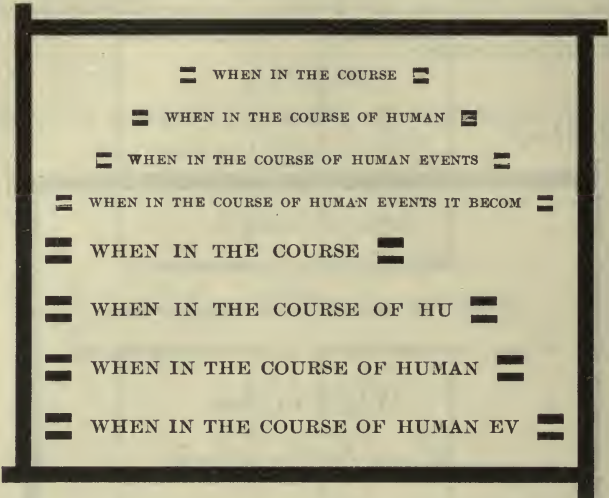 WHEN IN THE COURSE
WHEN IN THE COURSE OF HUMAN
WHEN IN THE COURSE OF HUMAN EVENTS
WHEN IN THE COURSE OF HUMAN EVENTS IT BECOM
WHEN IN THE COURSE
WHEN IN THE COURSE OF HU
WHEN IN THE COURSE OF HUMAN
WHEN IN THE COURSE OF HUMAN EV